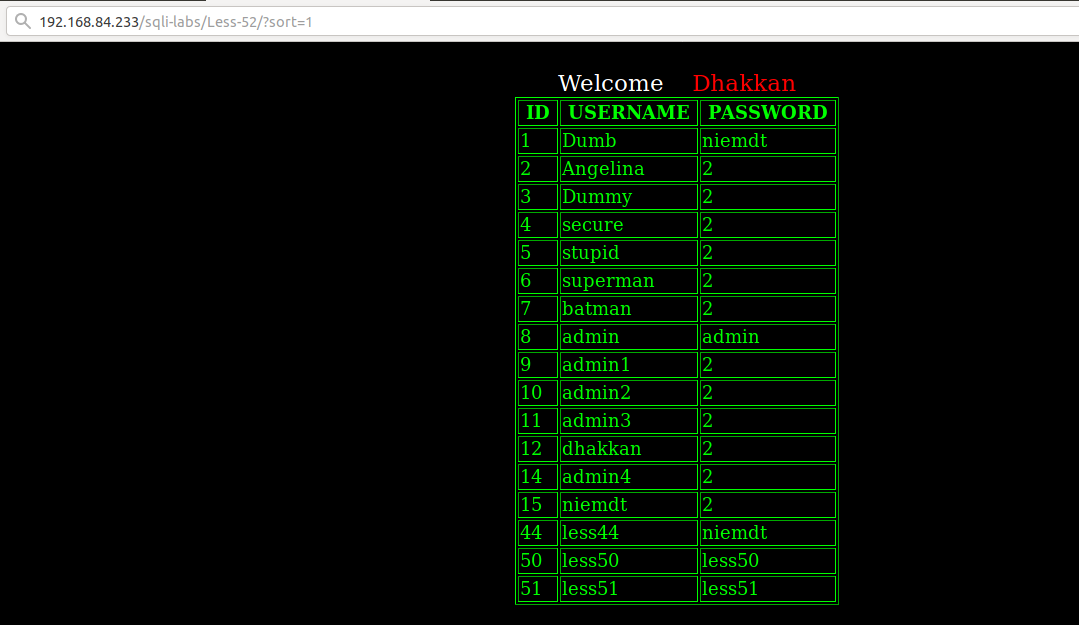 192.168.84.233/sqli-labs/Less-52/?sort=1
Welcome Dhakkan
ID USERNAME PASSWORD
1 Dumb niemdt
2 Angelina 2
3 Dummy 2
4 secure 2
5 stupid 2
6 superman 2
7 batman 2
8 admin admin
9 admin1 2
10 admin2 2
11 admin3 2
12 dhakkan 2
14 admin4 2
15 niemdt 2
44 less44 niemdt
50 less50 less50
51 less51 less51